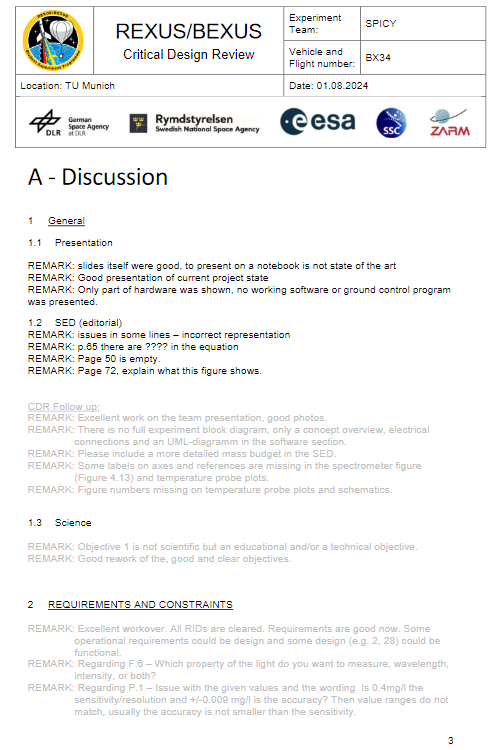 REXUS/BEXUS
Critical Design Review
Experiment
Team:
SPICY
Vehicle and
Flight number:
BX34
Location: TU Munich
Date: 01.08.2024
DLR
German
Space Agency
at DLR
Rymdstyrelsen
Swedish National Space Agency
esa
SSC
ZARM
A - Discussion
1 General
1.1 Presentation
REMARK: slides itself were good, to present on a notebook is not state of the art
REMARK: Good presentation of current project state
REMARK: Only part of hardware was shown, no working software or ground control program
was presented.
1.2 SED (editorial)
REMARK: issues in some lines – incorrect representation
REMARK: p.65 there are ???? in the equation
REMARK: Page 50 is empty.
REMARK: Page 72, explain what this figure shows.
CDR Follow up:
REMARK: Excellent work on the team presentation, good photos.
REMARK: There is no full experiment block diagram, only a concept overview, electrical
connections and an UML-diagramm in the software section.
REMARK: Please include a more detailed mass budget in the SED.
REMARK: Some labels on axes and references are missing in the spectrometer figure
(Figure 4.13) and temperature probe plots.
REMARK: Figure numbers missing on temperature probe plots and schematics.
1.3 Science
REMARK: Objective 1 is not scientific but an educational and/or a technical objective.
REMARK: Good rework of the, good and clear objectives.
2 REQUIREMENTS AND CONSTRAINTS
REMARK: Excellent workover. All RIDs are cleared. Requirements are good now. Some
operational requirements could be design and some design (e.g. 2, 28) could be
functional.
REMARK: Regarding F.6 – Which property of the light do you want to measure, wavelength,
intensity, or both?
REMARK: Regarding P.1 – Issue with the given values and the wording. Is 0.4mg/l the
sensitivity/resolution and +/-0.009 mg/l is the accuracy? Then value ranges do not
match, usually the accuracy is not smaller than the sensitivity.
3